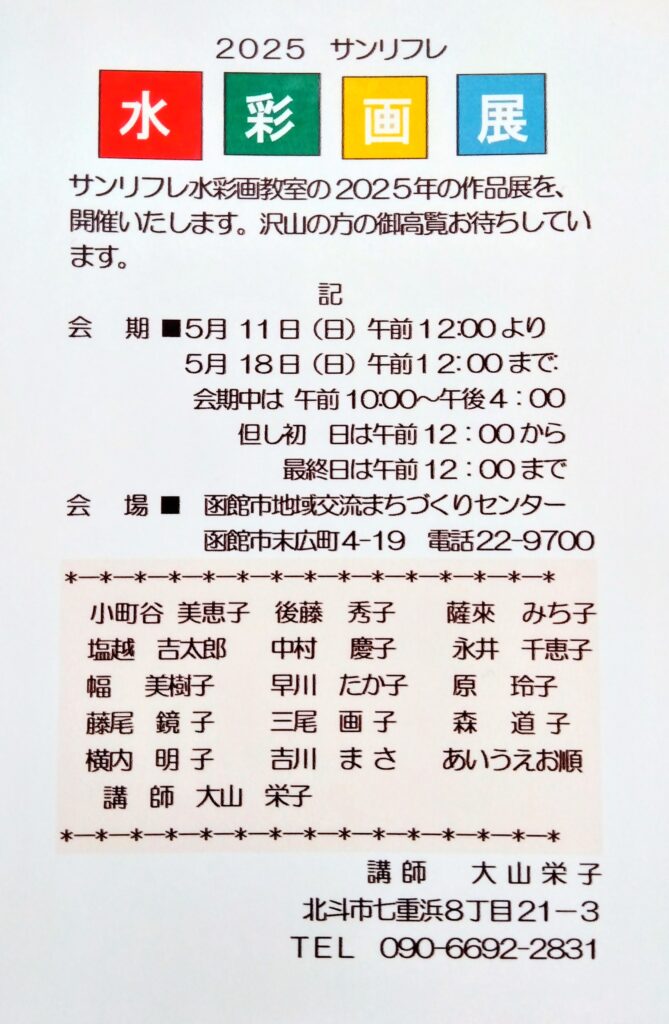 2025 サンリフレ
水彩画展
サンリフレ水彩画教室の2025年の作品展を、
開催いたします。沢山の方の御高覧お待ちしてい
ます。
記
会 期 ■5月 11日（日）午前12:00より
5月 18日（日）午前12:00まで
会期中は 午前10:00～午後4:00
但し初 日は午前12:00から
最終日は午前12:00まで
会 場 ■ 函館市地域交流まちづくりセンター
函館市末広町4-19 電話22-9700
*―*―*―*―*―*―*―*―*―*―*―*―*―*―*
小町谷 美恵子 後藤 秀子 薩來 みち子
塩越 吉太郎 中村 慶子 永井 千恵子
幅 美樹子 早川 たか子 原 玲子
藤尾 鏡子 三尾 画子 森 道子
横内 明子 吉川 まさ あいうえお順
講 師 大山 栄子
*―*―*―*―*―*―*―*―*―*―*―*―*―*―*
講師 大山栄子
北斗市七重浜8丁目21－3
TEL 090-6692-2831